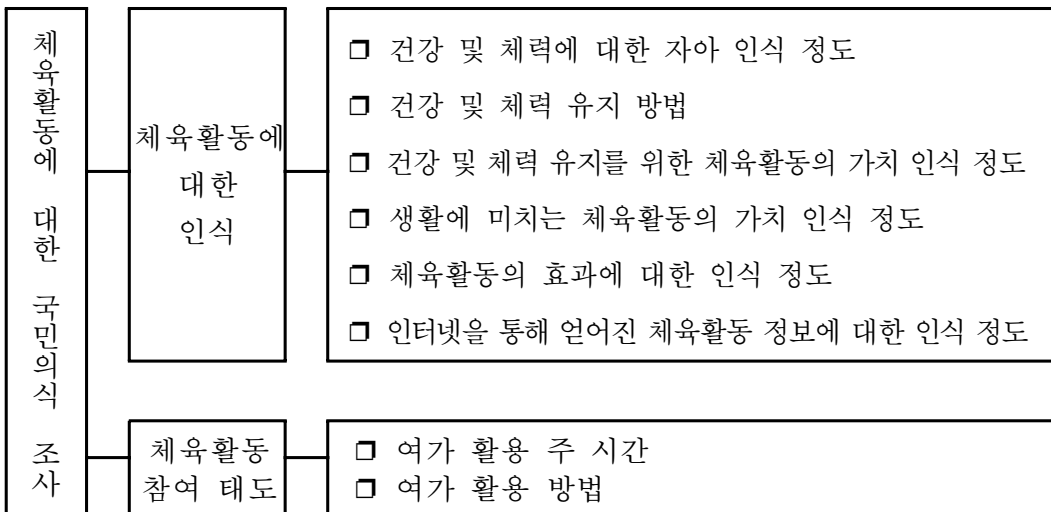 체육활동에 대한 국민의식 조사
체육활동에
대한
인식
❒ 건강 및 체력에 대한 자아 인식 정도
❒ 건강 및 체력 유지 방법
❒ 건강 및 체력 유지를 위한 체육활동의 가치 인식 정도
❒ 생활에 미치는 체육활동의 가치 인식 정도
❒ 체육활동의 효과에 대한 인식 정도
❒ 인터넷을 통해 얻어진 체육활동 정보에 대한 인식 정도
체육활동
참여 태도
❒ 여가 활용 주 시간
❒ 여가 활용 방법